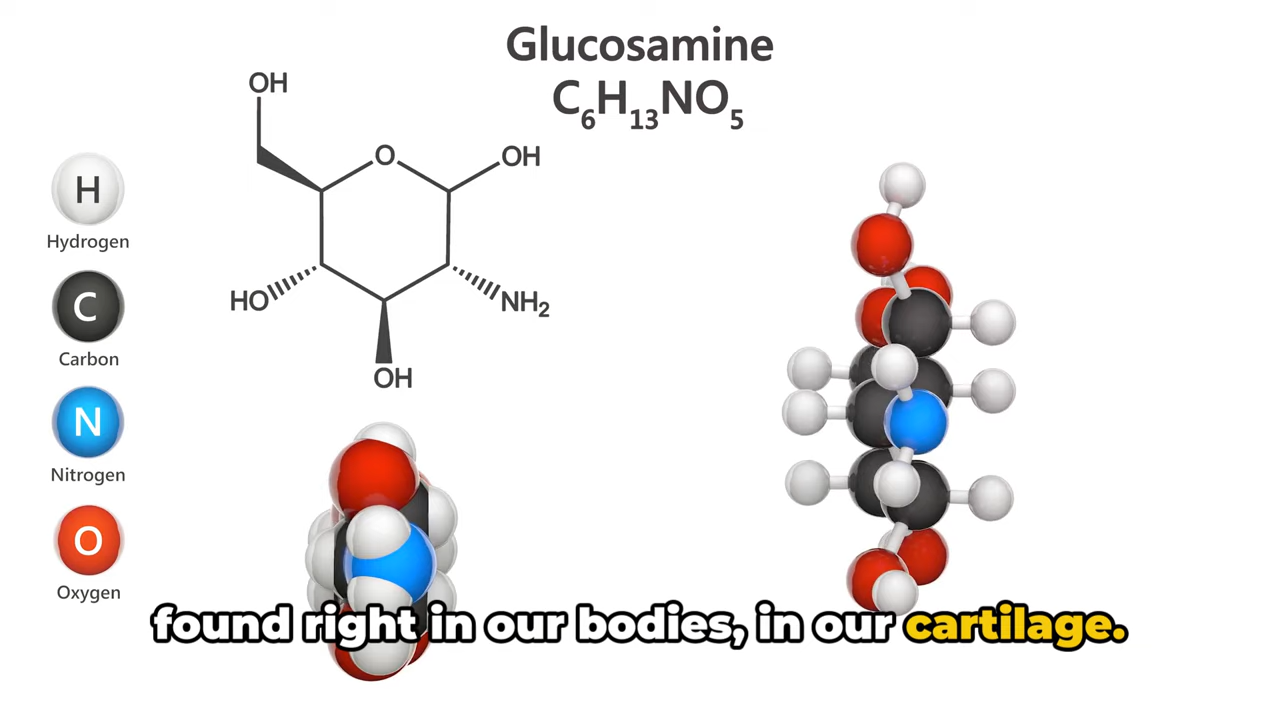 Glucosamine
C₆H₁₃NO₅
OH
O
OH
HO
NH₂
OH
H
Hydrogen
C
Carbon
N
Nitrogen
O
Oxygen
found right in our bodies, in our cartilage.